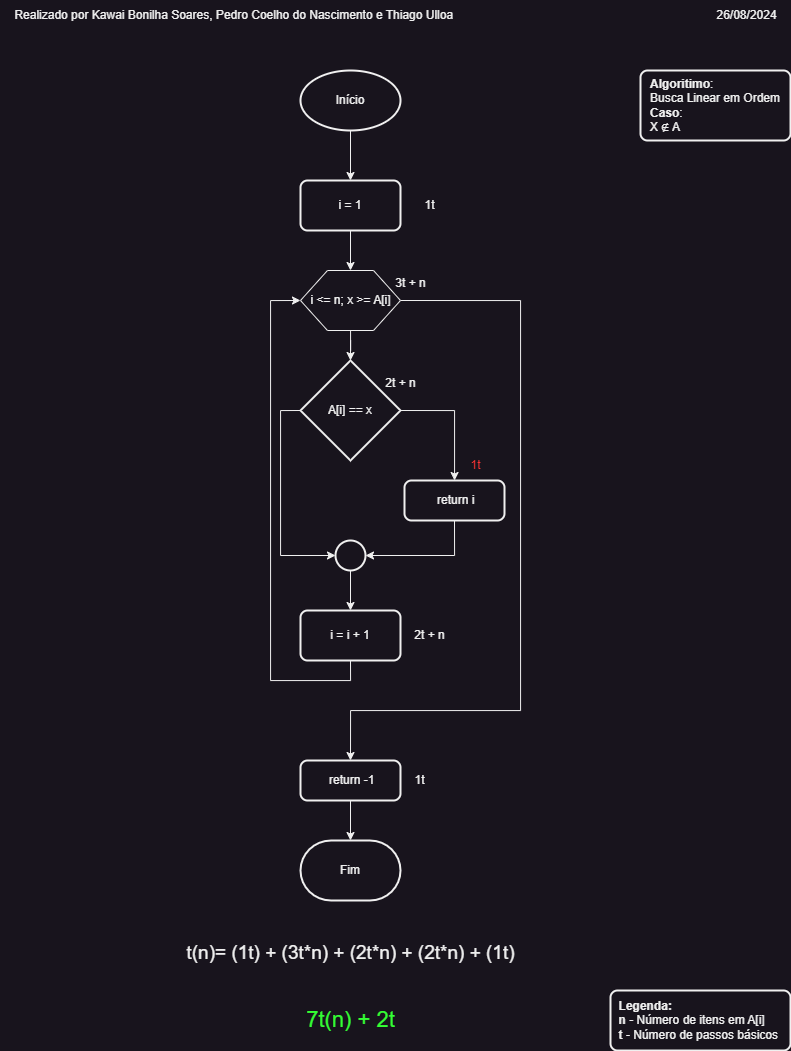 Realizado por Kawai Bonilha Soares, Pedro Coelho do Nascimento e Thiago Ulloa
26/08/2024
Início
Algoritimo:
Busca Linear em Ordem
Caso:
X ∉ A
i = 1
1t
3t + n
i <= n; x >= A[i]
2t + n
A[i] == x
1t
return i
i = i + 1
2t + n
return -1
1t
Fim
t(n)= (1t) + (3t*n) + (2t*n) + (2t*n) + (1t)
7t(n) + 2t
Legenda:
n - Número de itens em A[i]
t - Número de passos básicos